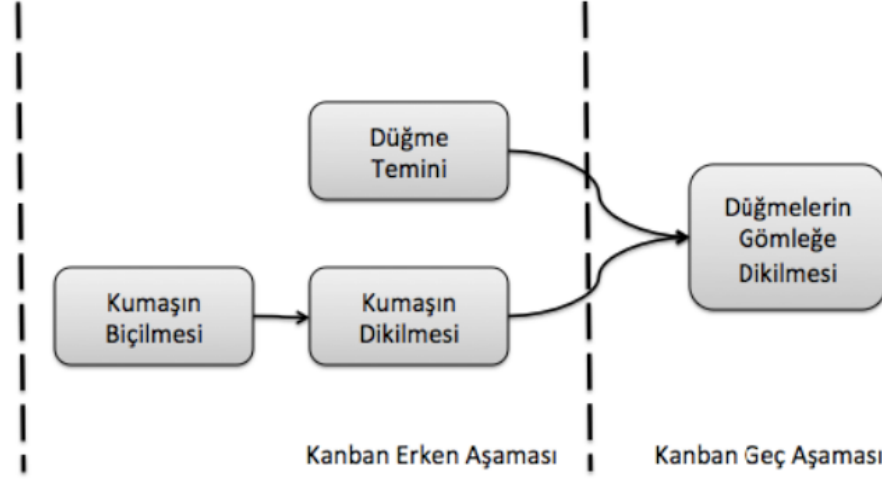 Düğme
Temini
Düğmelerin
Gömleğe
Dikilmesi
Kumaşın
Biçilmesi
Kumaşın
Dikilmesi
Kanban Erken Aşaması
Kanban Geç Aşaması